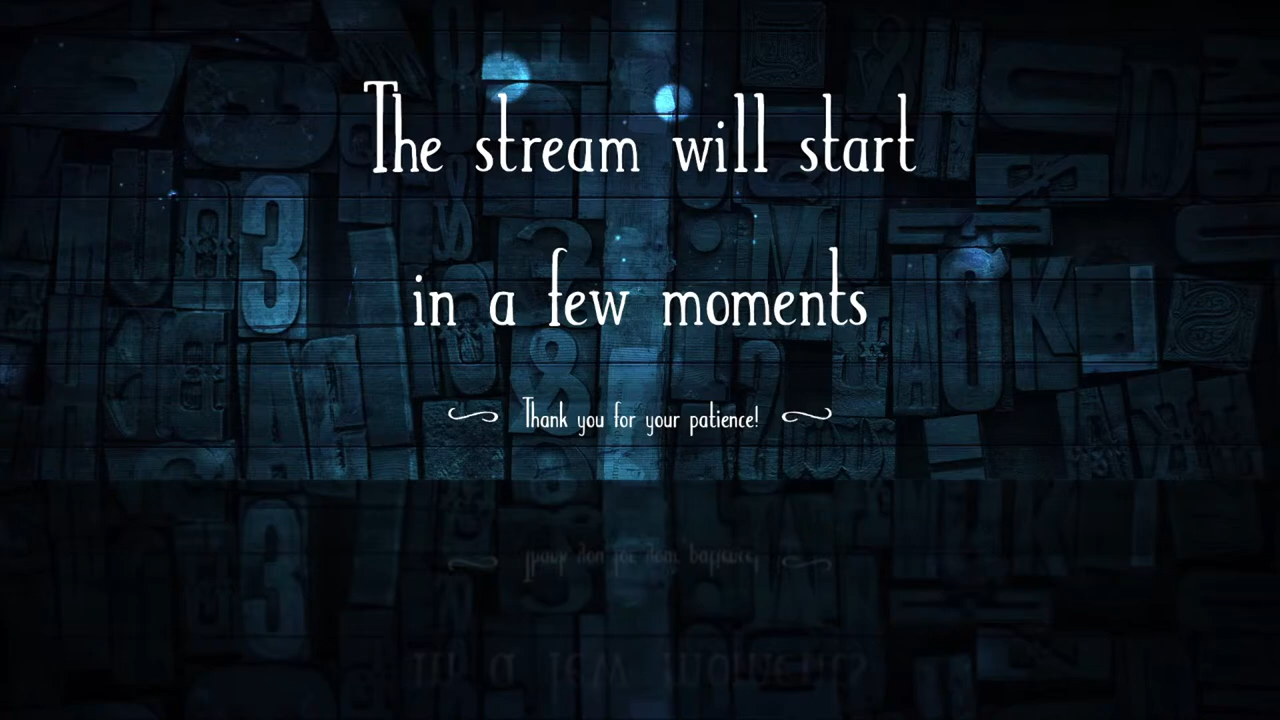 The stream will start
in a few moments
Thank you for your patience!